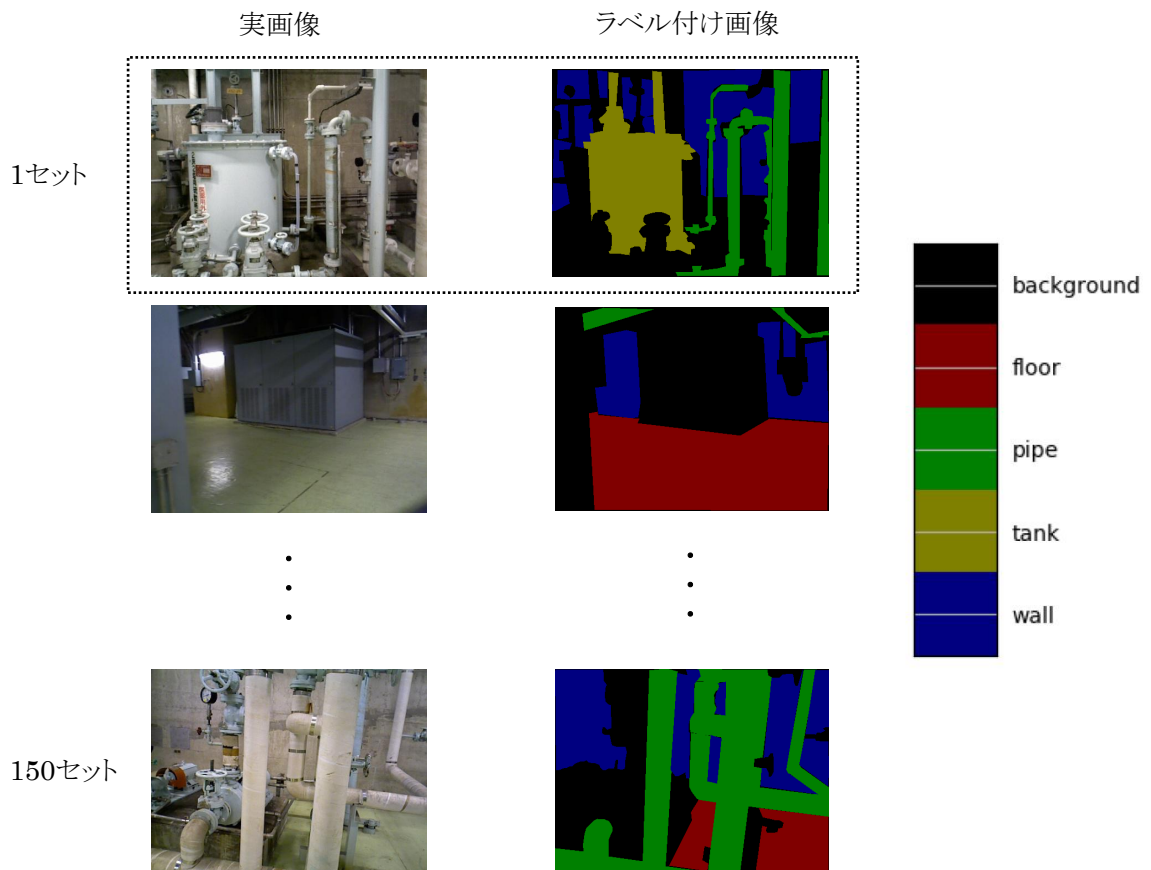 実画像
ラベル付け画像
1セット
background
floor
pipe
tank
wall
150セット